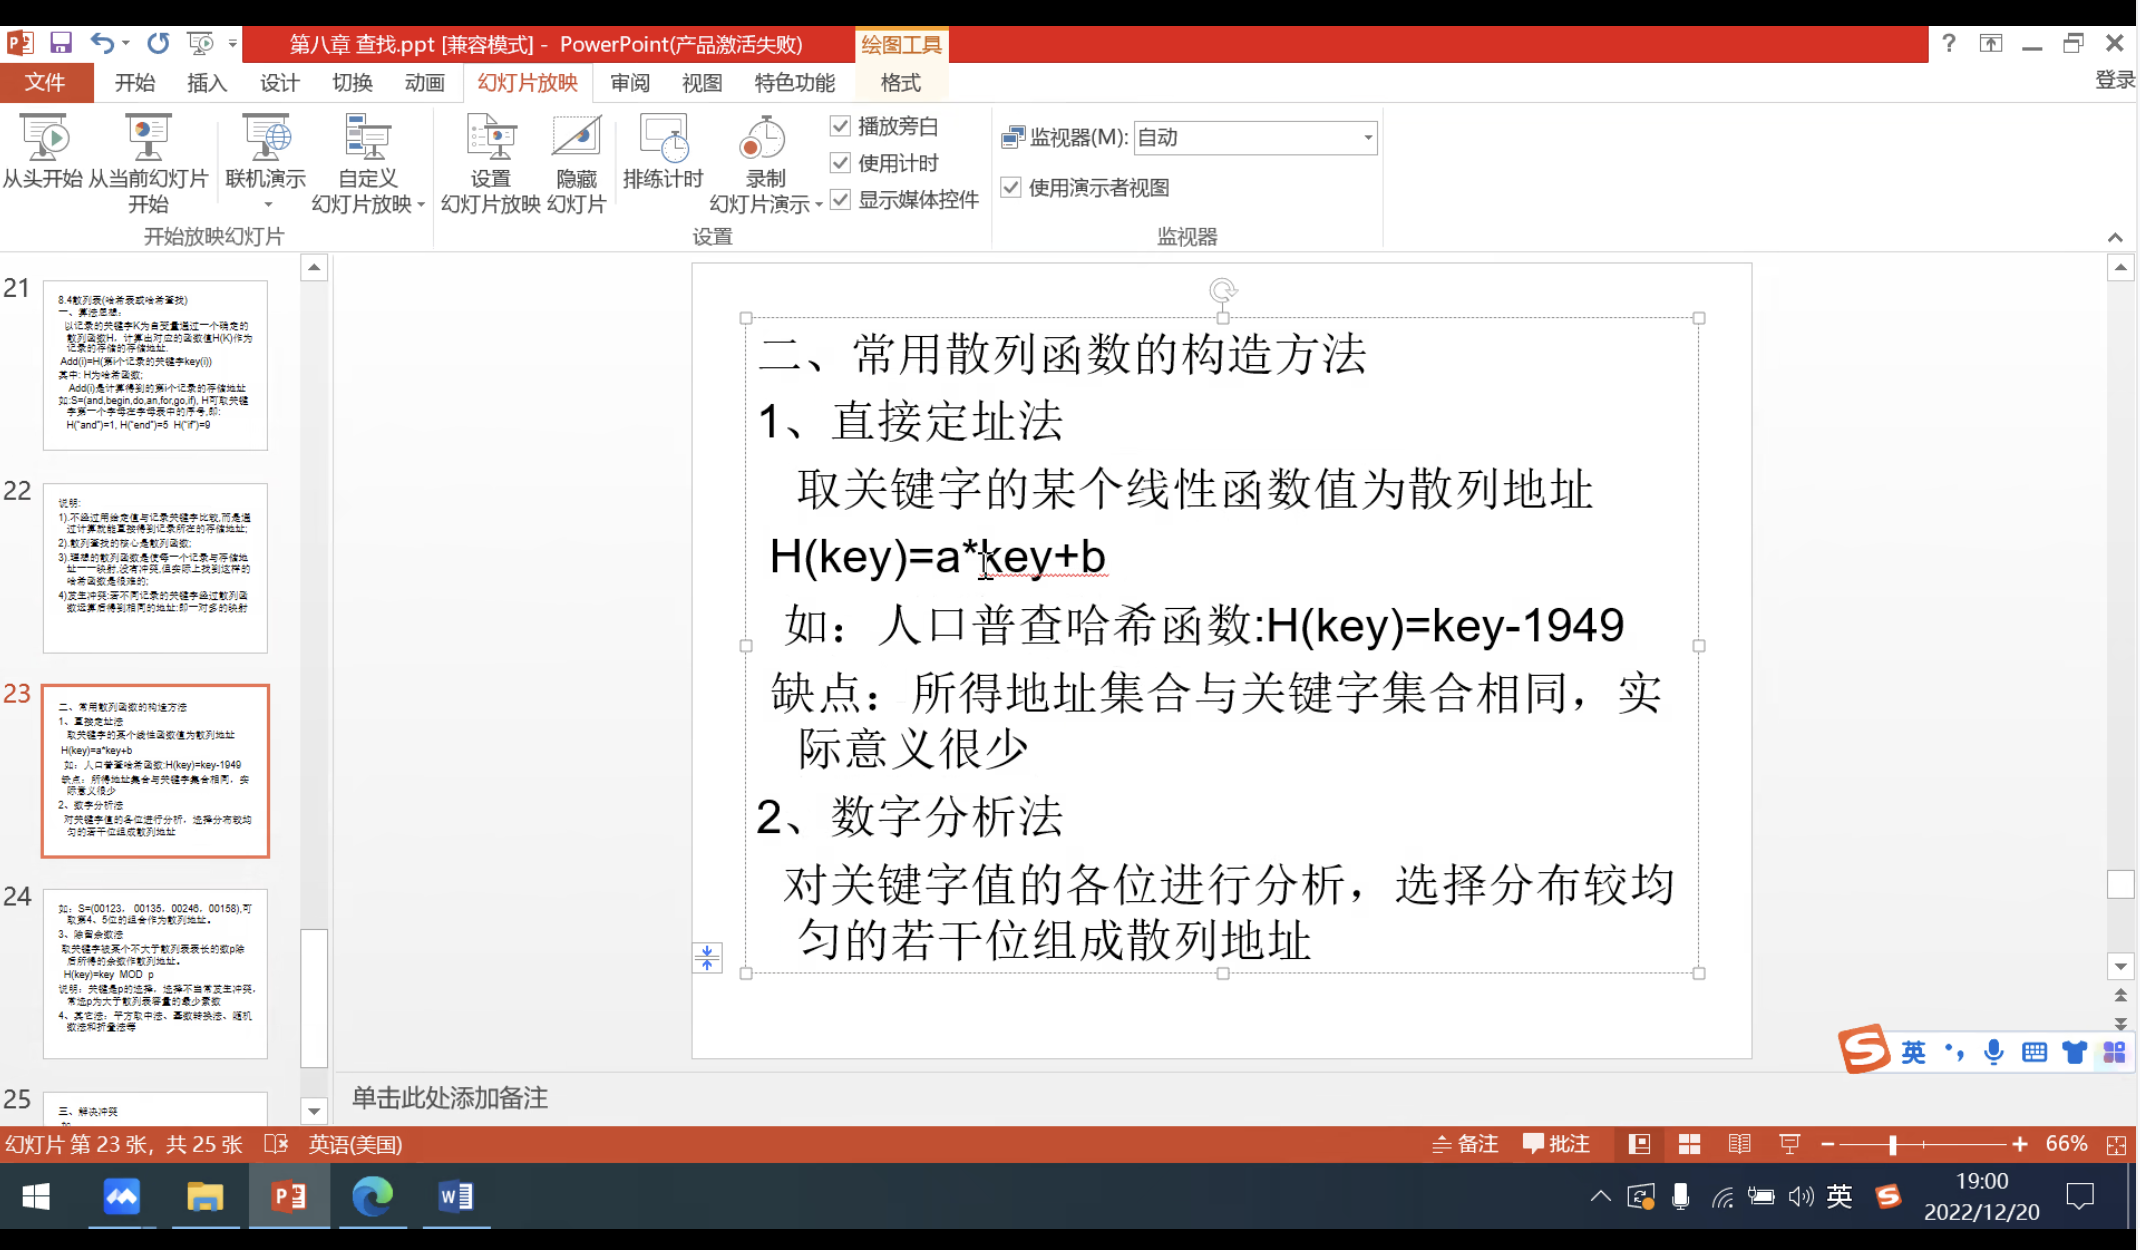 第八章 查找.ppt [兼容模式] - PowerPoint(产品激活失败)
绘图工具
文件 开始 插入 设计 切换 动画 幻灯片放映 审阅 视图 特色功能 格式 登录
从头开始
从当前幻灯片
开始
联机演示
自定义
幻灯片放映
开始放映幻灯片
设置
幻灯片放映
隐藏
幻灯片
排练计时
录制
幻灯片演示
播放旁白
使用计时
显示媒体控件
设置
监视器(M): 自动
使用演示者视图
监视器
21
8.4散列表(哈希表或哈希查找)
一、算法思想:
以记录的关键字K为自变量通过一个确定的
散列函数H，计算出对应的函数值H(K)作为
记录的存储的存储地址.
Add(i)=H(第i个记录的关键字key(i))
其中: H为哈希函数;
Add(i)是计算得到的第i个记录的存储地址
如:S=(and,begin,do,an,for,go,if), H可取关键
字第一个字母在字母表中的序号,即:
H("and")=1, H("end")=5 H("if")=9
22
说明:
1).不经过用给定值与记录关键字比较,而是通
过计算就能直接得到记录所在的存储地址;
2).散列查找的核心是散列函数;
3).理想的散列函数是使每一个记录与存储地
址一一映射,没有冲突,但实际上找到这样的
哈希函数是很难的;
4)发生冲突:若不同记录的关键字经过散列函
数运算后得到相同的地址:即一对多的映射
23
二、常用散列函数的构造方法
1、直接定址法
取关键字的某个线性函数值为散列地址
H(key)=a*key+b
如：人口普查哈希函数:H(key)=key-1949
缺点：所得地址集合与关键字集合相同，实
际意义很少
2、数字分析法
对关键字值的各位进行分析，选择分布较均
匀的若干位组成散列地址
24
如: S=(00123, 00135, 00246, 00158),可
取第4、5位的组合作为散列地址。
3、除留余数法
取关键字被某个不大于散列表表长的数p除
后所得的余数作散列地址。
H(key)=key MOD p
说明：关键是p的选择，选择不当常发生冲突，
常选p为大于散列表容量的最少素数
4、其它法：平方取中法、基数转换法、随机
数法和折叠法等
25
三、解决冲突
二、常用散列函数的构造方法
1、直接定址法
取关键字的某个线性函数值为散列地址
H(key)=a*key+b
如：人口普查哈希函数:H(key)=key-1949
缺点：所得地址集合与关键字集合相同，实
际意义很少
2、数字分析法
对关键字值的各位进行分析，选择分布较均
匀的若干位组成散列地址
英
单击此处添加备注
幻灯片 第 23 张，共 25 张 英语(美国) 备注 批注 66%
英
19:00
2022/12/20